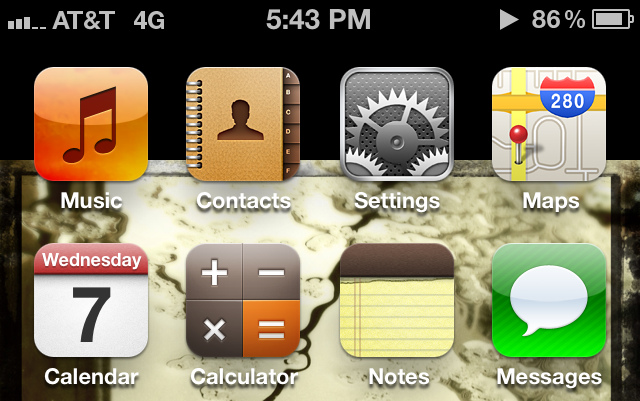 AT&T 4G 5:43 PM 86%
A
B
C
D
E
F
280
Music Contacts Settings Maps
Wednesday
7
+ −
× =
Calendar Calculator Notes Messages